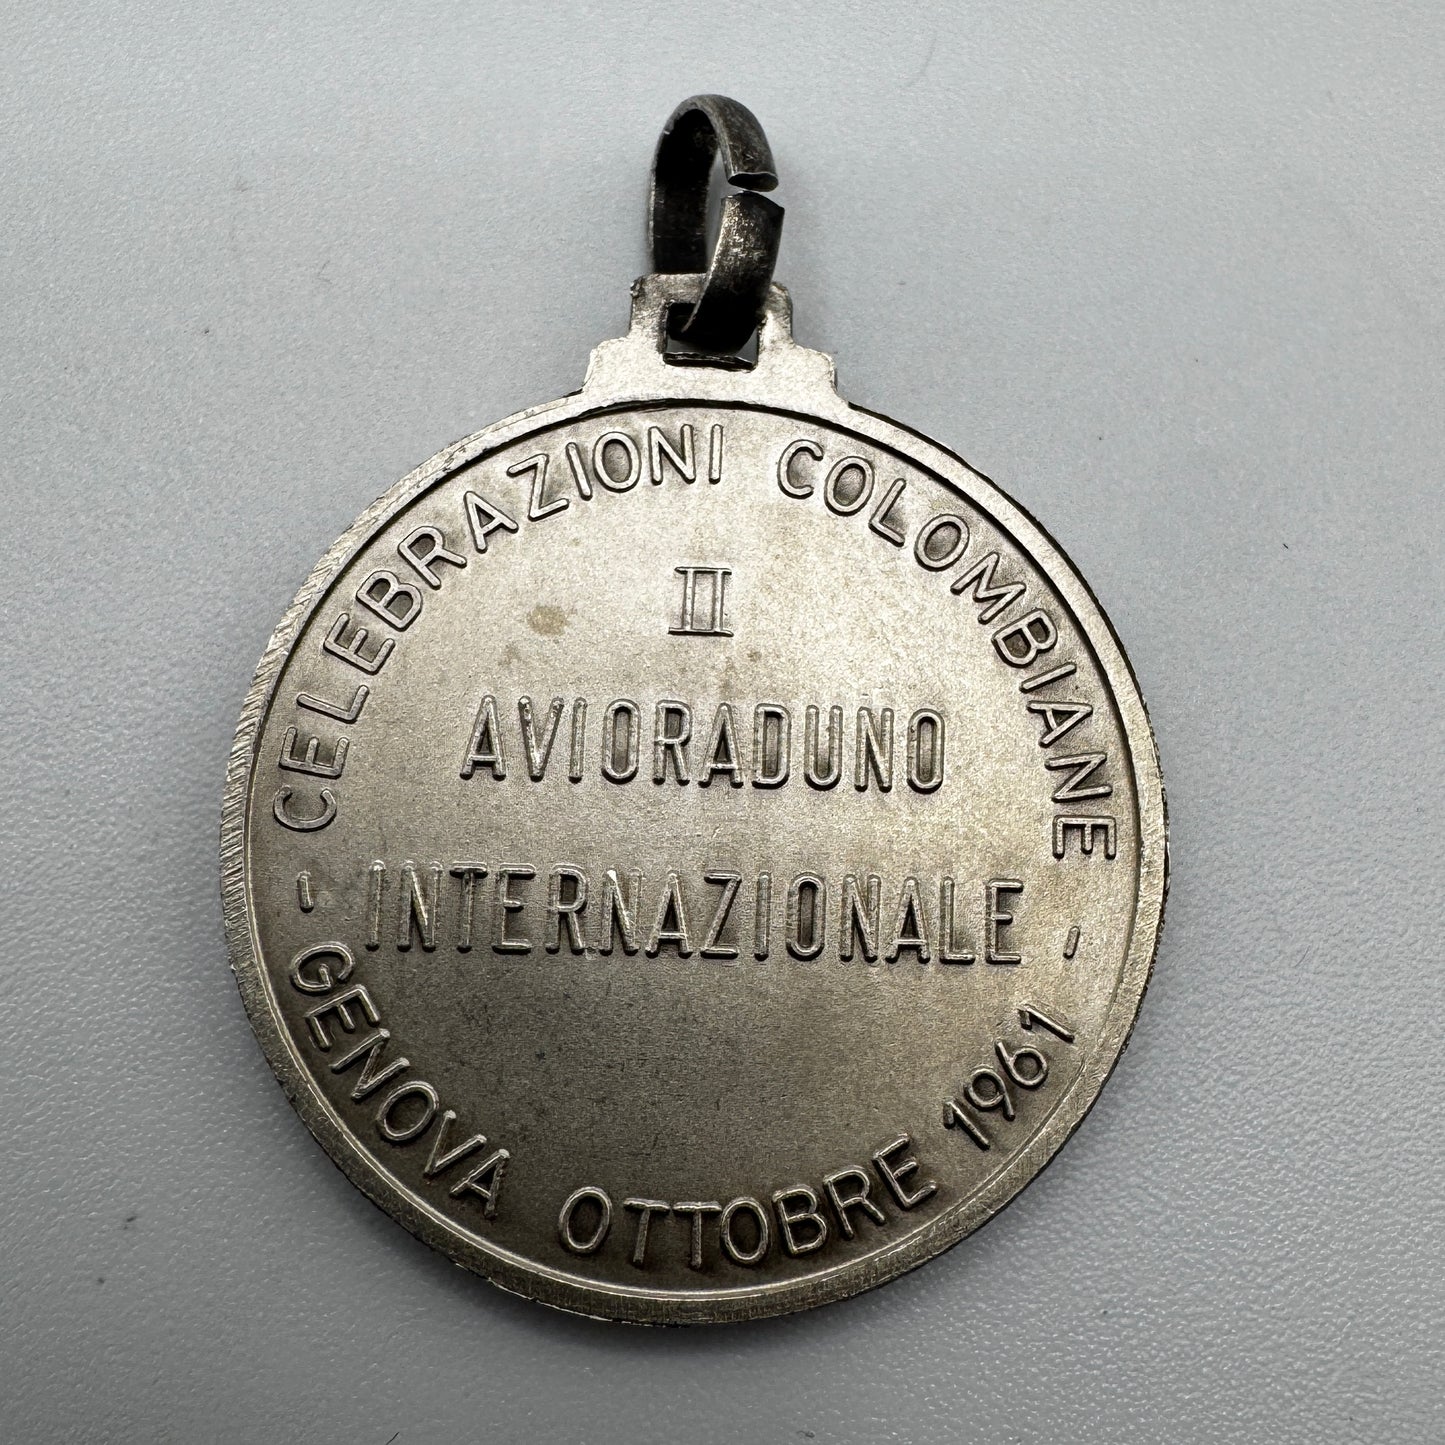 CELEBRAZIONI COLOMBIANE
II
AVIORADUNO
INTERNAZIONALE
GENOVA OTTOBRE 1961